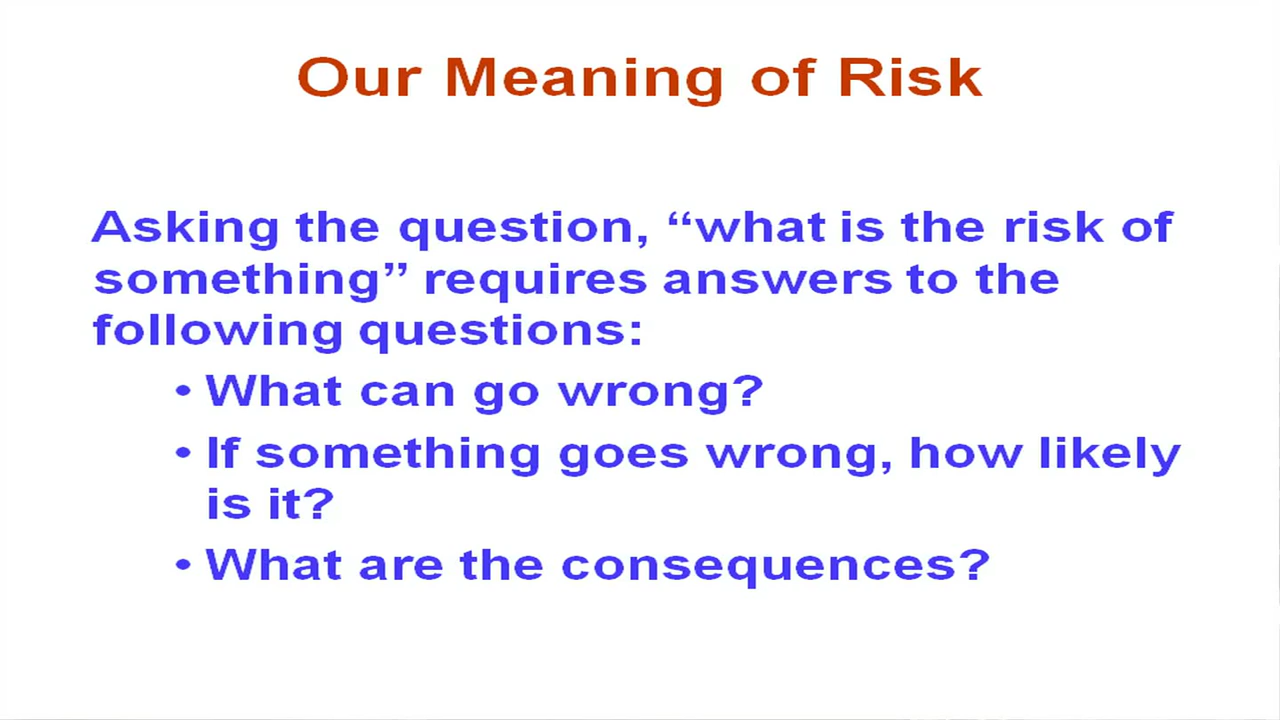 Our Meaning of Risk
Asking the question, “what is the risk of
something” requires answers to the
following questions:
• What can go wrong?
• If something goes wrong, how likely
is it?
• What are the consequences?